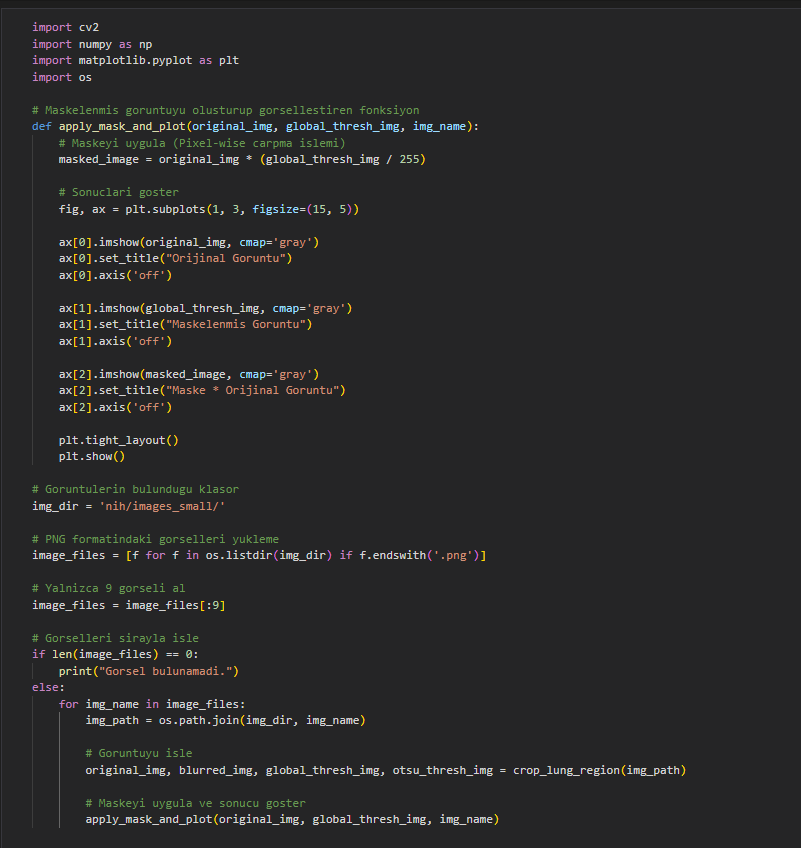 import cv2
import numpy as np
import matplotlib.pyplot as plt
import os
# Maskelenmis goruntuyu olusturup gorsellestiren fonksiyon
def apply_mask_and_plot(original_img, global_thresh_img, img_name):
# Maskeyi uygula (Pixel-wise carpma islemi)
masked_image = original_img * (global_thresh_img / 255)
# Sonuclari goster
fig, ax = plt.subplots(1, 3, figsize=(15, 5))
ax[0].imshow(original_img, cmap='gray')
ax[0].set_title("Orijinal Goruntu")
ax[0].axis('off')
ax[1].imshow(global_thresh_img, cmap='gray')
ax[1].set_title("Maskelenmis Goruntu")
ax[1].axis('off')
ax[2].imshow(masked_image, cmap='gray')
ax[2].set_title("Maske * Orijinal Goruntu")
ax[2].axis('off')
plt.tight_layout()
plt.show()
# Goruntulerin bulundugu klasor
img_dir = 'nih/images_small/'
# PNG formatindaki gorselleri yukleme
image_files = [f for f in os.listdir(img_dir) if f.endswith('.png')]
# Yalnizca 9 gorseli al
image_files = image_files[:9]
# Gorselleri sirayla isle
if len(image_files) == 0:
print("Gorsel bulunamadi.")
else:
for img_name in image_files:
img_path = os.path.join(img_dir, img_name)
# Goruntuyu isle
original_img, blurred_img, global_thresh_img, otsu_thresh_img = crop_lung_region(img_path)
# Maskeyi uygula ve sonucu goster
apply_mask_and_plot(original_img, global_thresh_img, img_name)